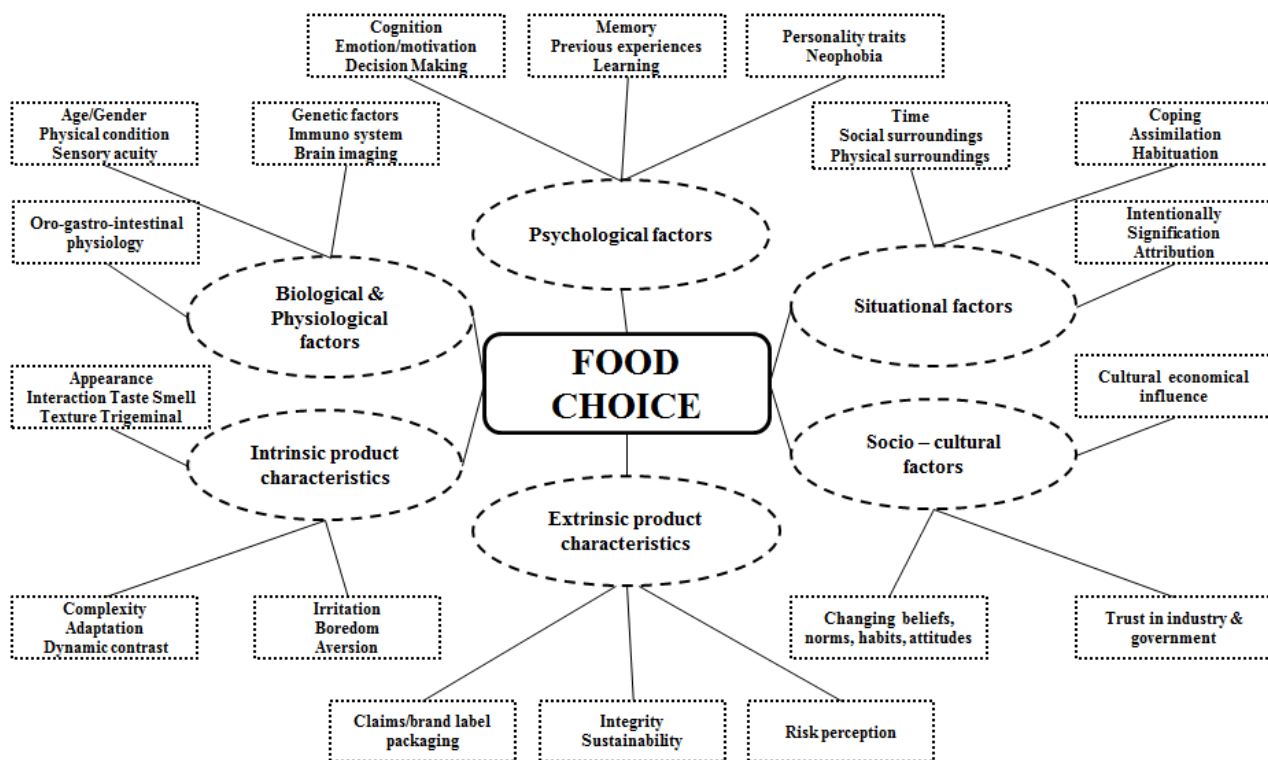 Cognition
Emotion/motivation
Decision Making
Memory
Previous experiences
Learning
Personality traits
Neophobia
Age/Gender
Physical condition
Sensory acuity
Genetic factors
Immuno system
Brain imaging
Time
Social surroundings
Physical surroundings
Coping
Assimilation
Habituation
Oro-gastro-intestinal
physiology
Psychological factors
Intentionally
Signification
Attribution
Biological &
Physiological
factors
Situational factors
FOOD
CHOICE
Appearance
Interaction Taste Smell
Texture Trigeminal
Cultural economical
influence
Intrinsic product
characteristics
Socio – cultural
factors
Extrinsic product
characteristics
Complexity
Adaptation
Dynamic contrast
Irritation
Boredom
Aversion
Changing beliefs,
norms, habits, attitudes
Trust in industry &
government
Claims/brand label
packaging
Integrity
Sustainability
Risk perception